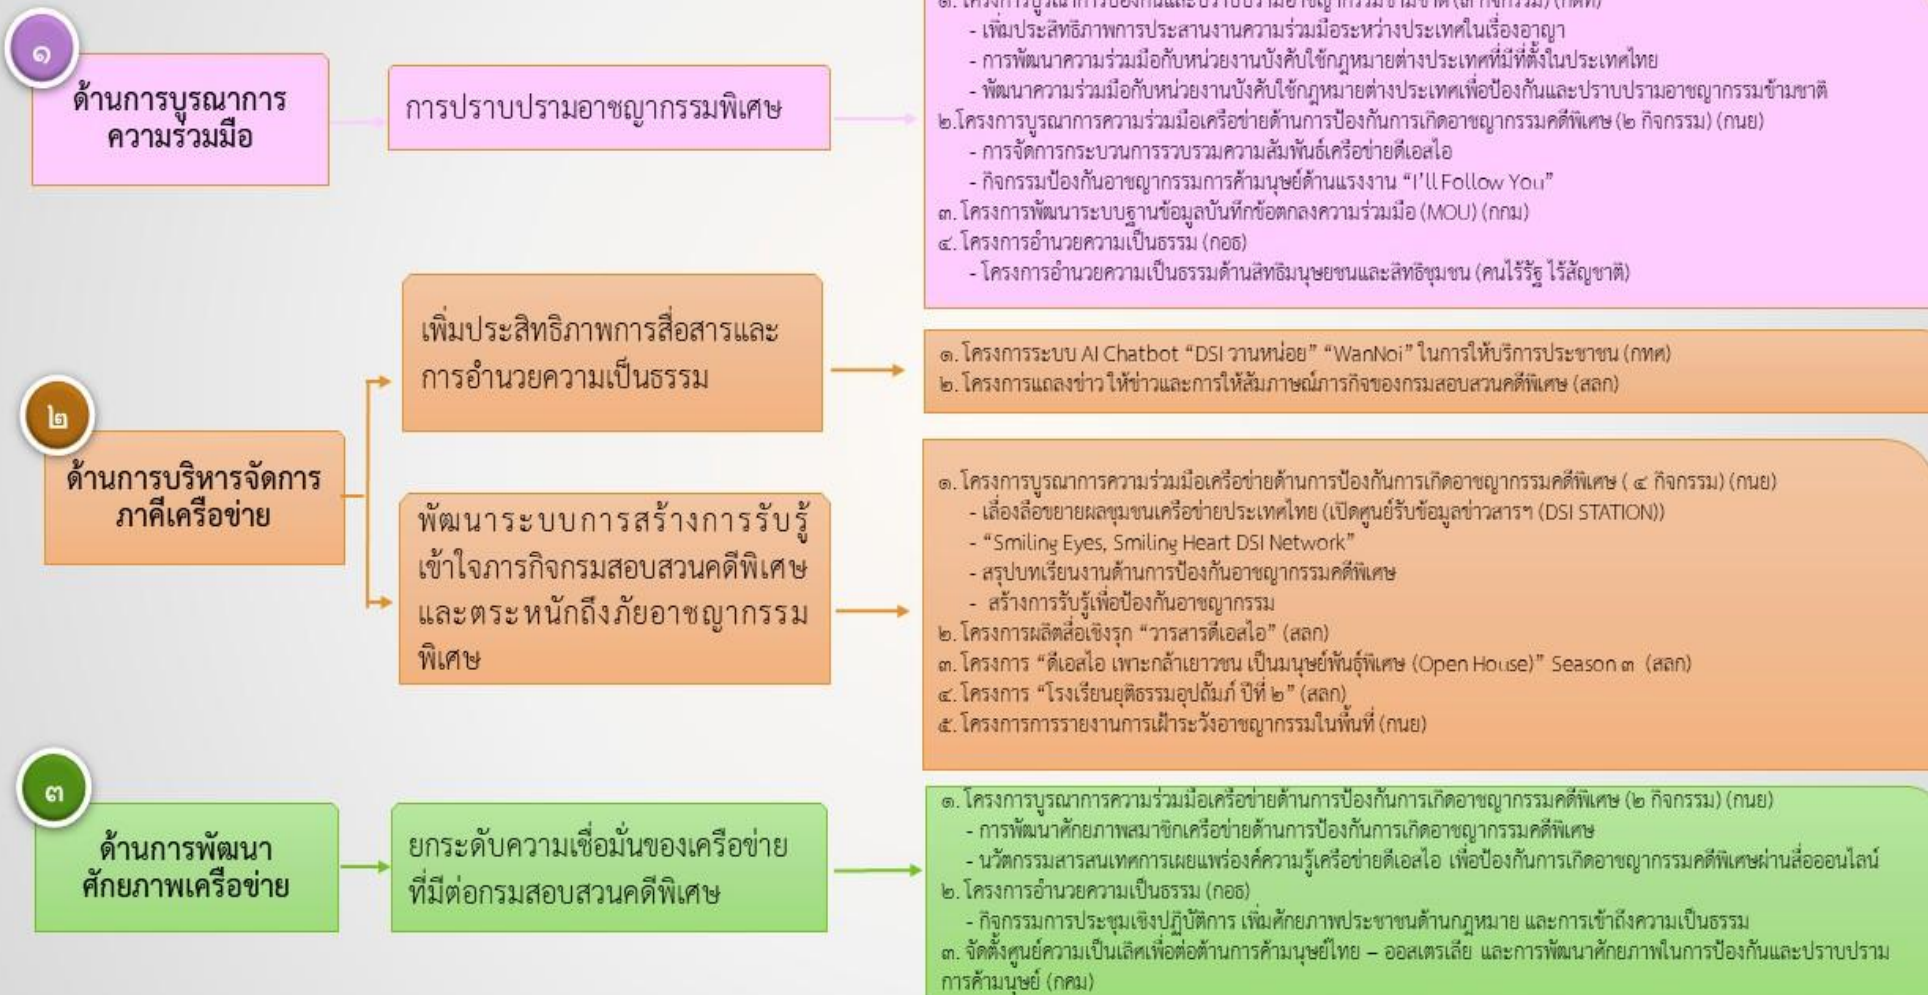 ๑
ด้านการบูรณาการ
ความร่วมมือ
การปราบปรามอาชญากรรมพิเศษ
๑. โครงการบูรณาการป้องกันและปราบปรามอาชญากรรมข้ามชาติ
- เพิ่มประสิทธิภาพการประสานงานความร่วมมือระหว่างประเทศในเรื่องอาญา
- การพัฒนาความร่วมมือกับหน่วยงานบังคับใช้กฎหมายต่างประเทศที่มีที่ตั้งในประเทศไทย
- พัฒนาความร่วมมือกับหน่วยงานบังคับใช้กฎหมายต่างประเทศเพื่อป้องกันและปราบปรามอาชญากรรมข้ามชาติ
๒.โครงการบูรณาการความร่วมมือเครือข่ายด้านการป้องกันการเกิดอาชญากรรมคดีพิเศษ (๒ กิจกรรม) (กนย)
- การจัดการกระบวนการรวบรวมความสัมพันธ์เครือข่ายดีเอสไอ
- กิจกรรมป้องกันอาชญากรรมการค้ามนุษย์ด้านแรงงาน “I’ll Follow You”
๓. โครงการพัฒนาระบบฐานข้อมูลบันทึกข้อตกลงความร่วมมือ (MOU) (กกม)
๔. โครงการอำนวยความเป็นธรรม (กอธ)
- โครงการอำนวยความเป็นธรรมด้านสิทธิมนุษยชนและสิทธิชุมชน (คนไร้รัฐ ไร้สัญชาติ)
๒
ด้านการบริหารจัดการ
ภาคีเครือข่าย
เพิ่มประสิทธิภาพการสื่อสารและ
การอำนวยความเป็นธรรม
๑. โครงการระบบ AI Chatbot “DSI วานหน่อย” “WanNoi” ในการให้บริการประชาชน (กทศ)
๒. โครงการแถลงข่าว ให้ข่าวและการให้สัมภาษณ์ภารกิจของกรมสอบสวนคดีพิเศษ (สลก)
พัฒนาระบบการสร้างการรับรู้
เข้าใจภารกิจกรมสอบสวนคดีพิเศษ
และตระหนักถึงภัยอาชญากรรม
พิเศษ
๑. โครงการบูรณาการความร่วมมือเครือข่ายด้านการป้องกันการเกิดอาชญากรรมคดีพิเศษ ( ๔ กิจกรรม) (กนย)
- เลื่องลือขยายผลชุมชนเครือข่ายประเทศไทย (เปิดศูนย์รับข้อมูลข่าวสารฯ (DSI STATION))
- “Smiling Eyes, Smiling Heart DSI Network”
- สรุปบทเรียนงานด้านการป้องกันอาชญากรรมคดีพิเศษ
- สร้างการรับรู้เพื่อป้องกันอาชญากรรม
๒. โครงการผลิตสื่อเชิงรุก “วารสารดีเอสไอ” (สลก)
๓. โครงการ “ดีเอสไอ เพาะกล้าเยาวชน เป็นมนุษย์พันธุ์พิเศษ (Open House)” Season ๓ (สลก)
๔. โครงการ “โรงเรียนยุติธรรมอุปถัมภ์ ปีที่ ๒” (สลก)
๕. โครงการการรายงานการเฝ้าระวังอาชญากรรมในพื้นที่ (กนย)
๓
ด้านการพัฒนา
ศักยภาพเครือข่าย
ยกระดับความเชื่อมั่นของเครือข่าย
ที่มีต่อกรมสอบสวนคดีพิเศษ
๑. โครงการบูรณาการความร่วมมือเครือข่ายด้านการป้องกันการเกิดอาชญากรรมคดีพิเศษ (๒ กิจกรรม) (กนย)
- การพัฒนาศักยภาพสมาชิกเครือข่ายด้านการป้องกันการเกิดอาชญากรรมคดีพิเศษ
- นวัตกรรมสารสนเทศการเผยแพร่องค์ความรู้เครือข่ายดีเอสไอ เพื่อป้องกันการเกิดอาชญากรรมคดีพิเศษผ่านสื่อออนไลน์
๒. โครงการอำนวยความเป็นธรรม (กอธ)
- กิจกรรมการประชุมเชิงปฏิบัติการ เพิ่มศักยภาพประชาชนด้านกฎหมาย และการเข้าถึงความเป็นธรรม
๓. จัดตั้งศูนย์ความเป็นเลิศเพื่อต่อต้านการค้ามนุษย์ไทย – ออสเตรเลีย และการพัฒนาศักยภาพในการป้องกันและปราบปราม
การค้ามนุษย์ (กคม)